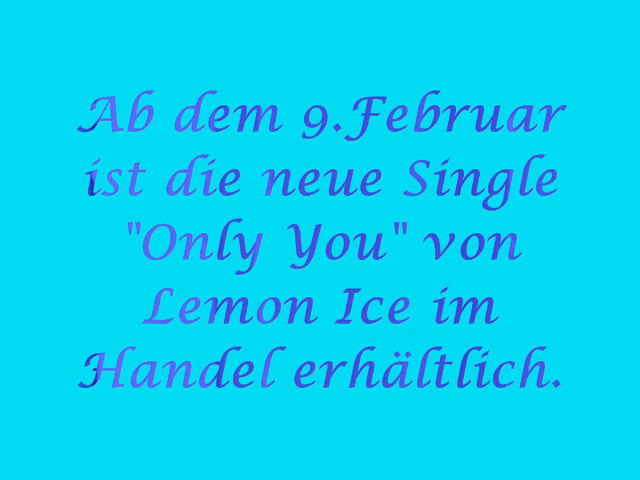 Ab dem 9.Februar
ist die neue Single
"Only You" von
Lemon Ice im
Handel erhältlich.